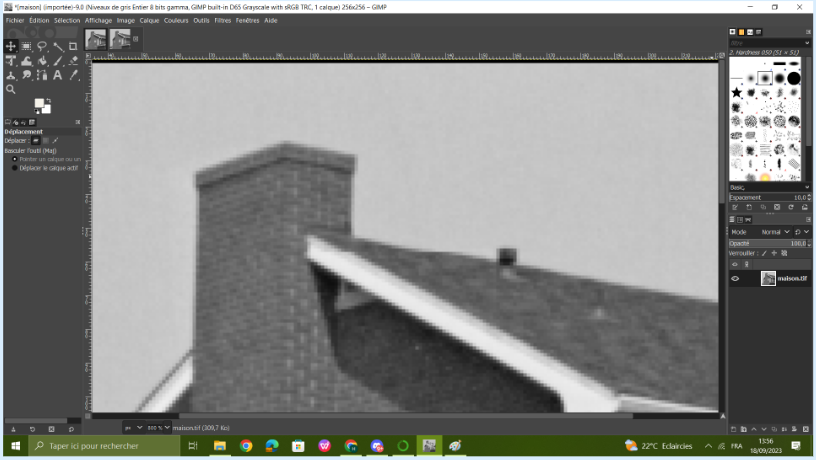 *[maison] (importée)-9.0 (Niveaux de gris Entier 8 bits gamma, GIMP built-in D65 Grayscale with sRGB TRC, 1 calque) 256x256 – GIMP
Fichier Édition Sélection Affichage Image Calque Couleurs Outils Filtres Fenêtres Aide
2. Hardness 050 (51 × 51)
Déplacement
Déplacer :
Basculer l'outil (Maj)
Pointer un calque ou un
Déplacer le calque actif
Basic,
Espacement 10,0
Mode Normal
Opacité 100,0
Verrouiller :
maison.tif
px 800 % maison.tif (309,7 Ko)
Taper ici pour rechercher
22°C Eclaircies
FRA
13:56
18/09/2023